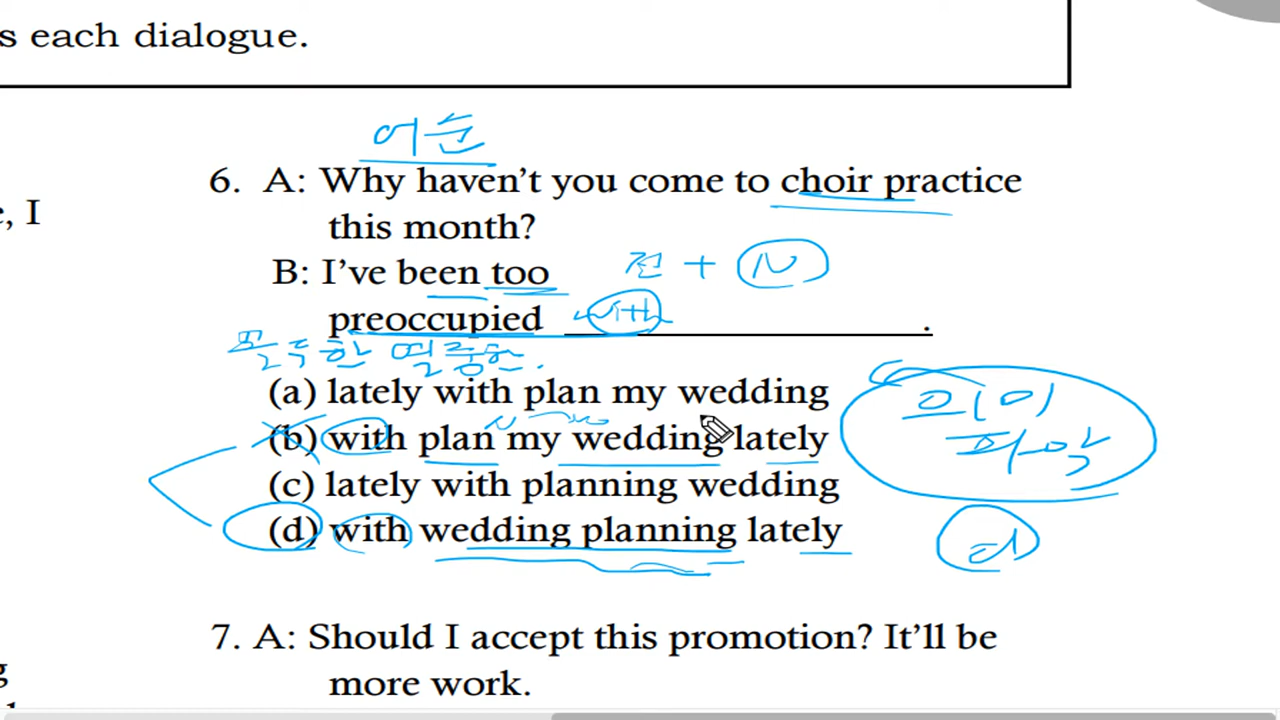 s each dialogue.
어순
6. A: Why haven't you come to choir practice
e, I
this month?
B: I've been too
전 + N
preoccupied with ____________.
몰두한 열중한.
(a) lately with plan my wedding
의미
(b) with plan my wedding lately
파악
(c) lately with planning wedding
(d) with wedding planning lately
d
7. A: Should I accept this promotion? It'll be
more work.